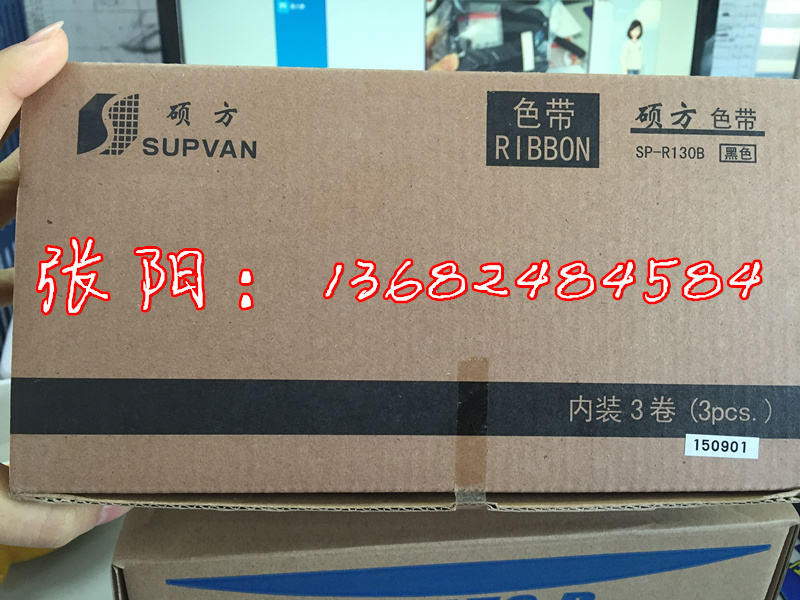 硕方
SUPVAN
色带
RIBBON
硕方 色带
SP-R130B 黑色
张阳：13682484584
内装3卷 (3pcs.)
150901